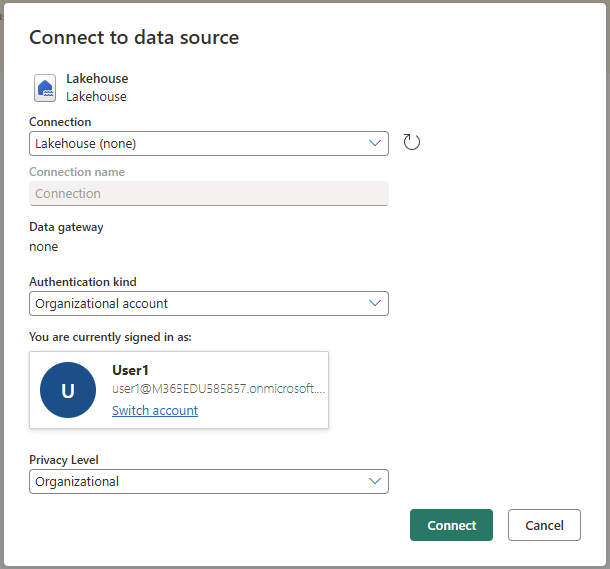 Connect to data source
Lakehouse
Lakehouse
Connection
Lakehouse (none)
Connection name
Connection
Data gateway
none
Authentication kind
Organizational account
You are currently signed in as:
U
User1
user1@M365EDU585857.onmicrosoft....
Switch account
Privacy Level
Organizational
Connect
Cancel